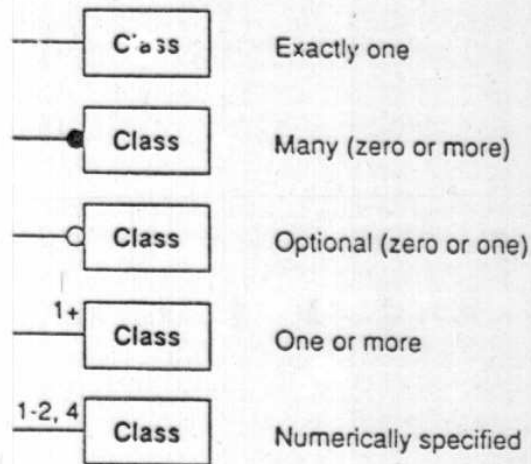 Class Exactly one
Class Many (zero or more)
Class Optional (zero or one)
1+
Class One or more
1-2, 4
Class Numerically specified